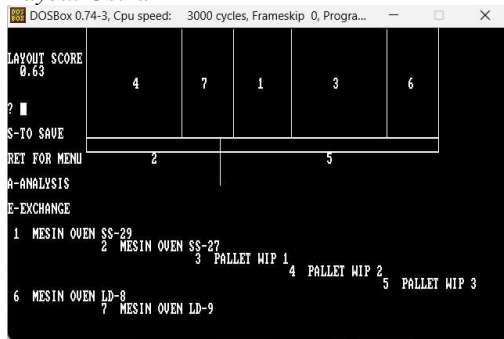 DOSBox 0.74-3, Cpu speed: 3000 cycles, Frameskip 0, Progra...
LAYOUT SCORE
0.63
4 7 1 3 6
?
S-TO SAVE
RET FOR MENU
2 5
A-ANALYSIS
E-EXCHANGE
1 MESIN OVEN SS-29
2 MESIN OVEN SS-27
3 PALLET WIP 1
4 PALLET WIP 2
5 PALLET WIP 3
6 MESIN OVEN LD-8
7 MESIN OVEN LD-9